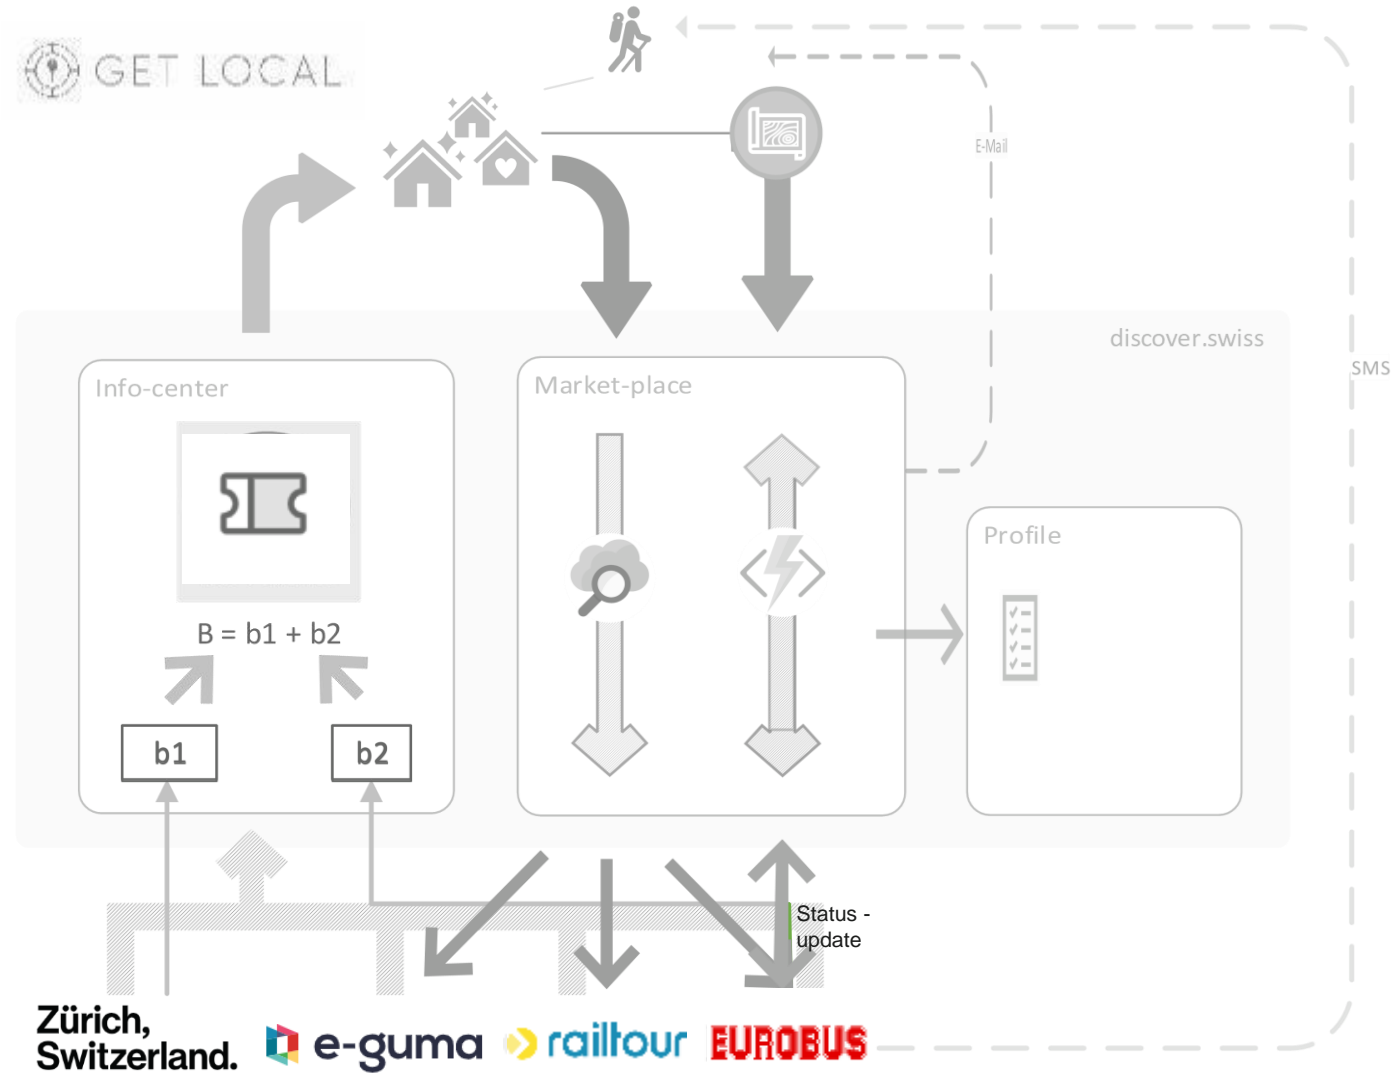 GET LOCAL
E-Mail
discover.swiss
SMS
Info-center
Market-place
Profile
B = b1 + b2
b1
b2
Status -
update
Zürich,
Switzerland.
e-guma
railtour
EUROBUS